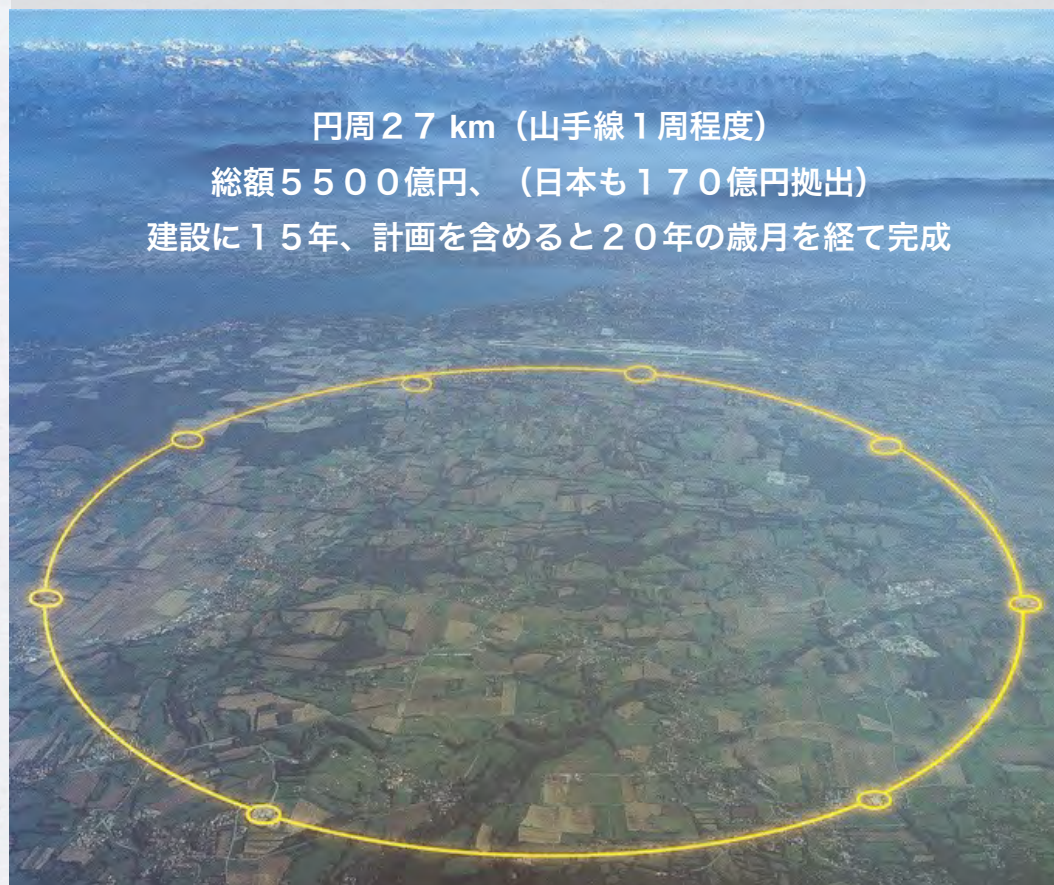 円周２７ km（山手線１周程度）
総額５５００億円、（日本も１７０億円拠出）
建設に１５年、計画を含めると２０年の歳月を経て完成